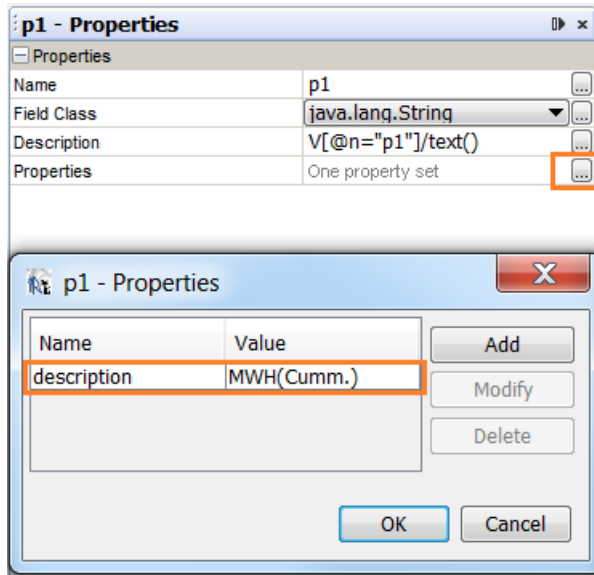 p1 - Properties
Properties
Name p1 ...
Field Class java.lang.String ...
Description V[@n="p1"]/text() ...
Properties One property set ...
p1 - Properties
Name Value Add
description MWH(Cumm.) Modify
Delete
OK Cancel